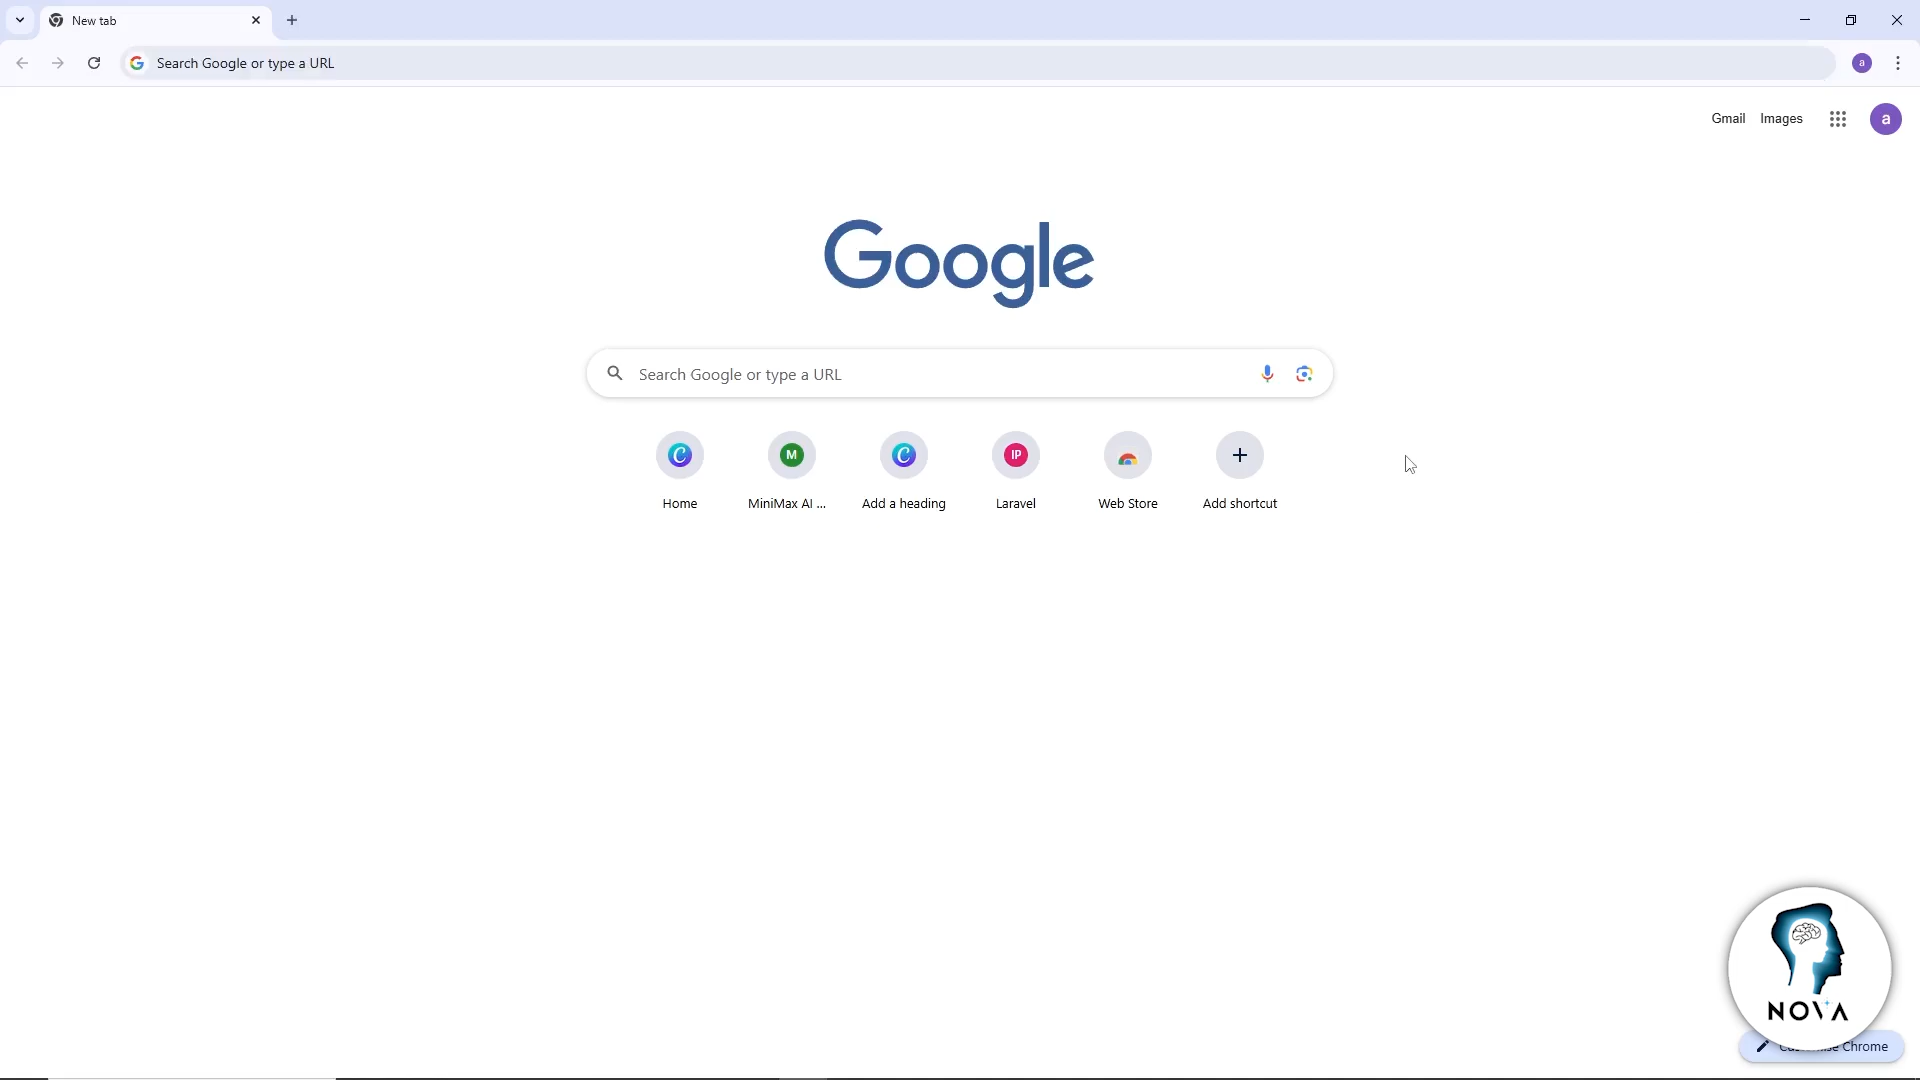 New tab
Search Google or type a URL
a
Gmail
Images
a
Google
Search Google or type a URL
C
M
C
IP
Home
MiniMax AI ...
Add a heading
Laravel
Web Store
Add shortcut
NOVA
Chrome